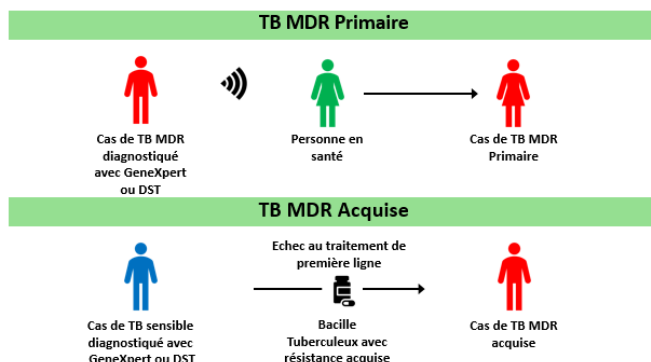 TB MDR Primaire
Cas de TB MDR
diagnostiqué
avec GeneXpert
ou DST
Personne en
santé
Cas de TB MDR
Primaire
TB MDR Acquise
Echec au traitement de
première ligne
Cas de TB sensible
diagnostiqué avec
GeneXpert ou DST
Bacille
Tuberculeux avec
résistance acquise
Cas de TB MDR
acquise